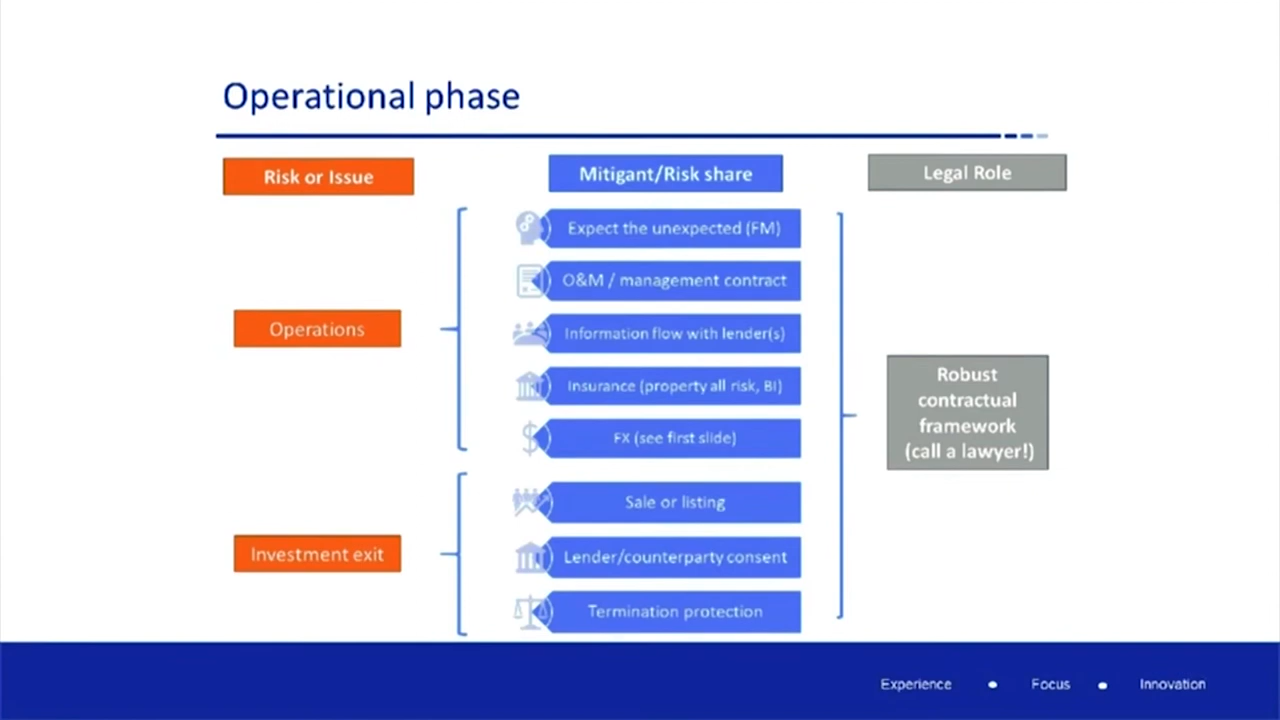 Operational phase
Risk or Issue
Mitigant/Risk share
Legal Role
Operations
Expect the unexpected (FM)
O&M / management contract
Information flow with lender(s)
Insurance (property all risk, BI)
FX (see first slide)
Investment exit
Sale or listing
Lender/counterparty consent
Termination protection
Robust
contractual
framework
(call a lawyer!)
Experience • Focus • Innovation